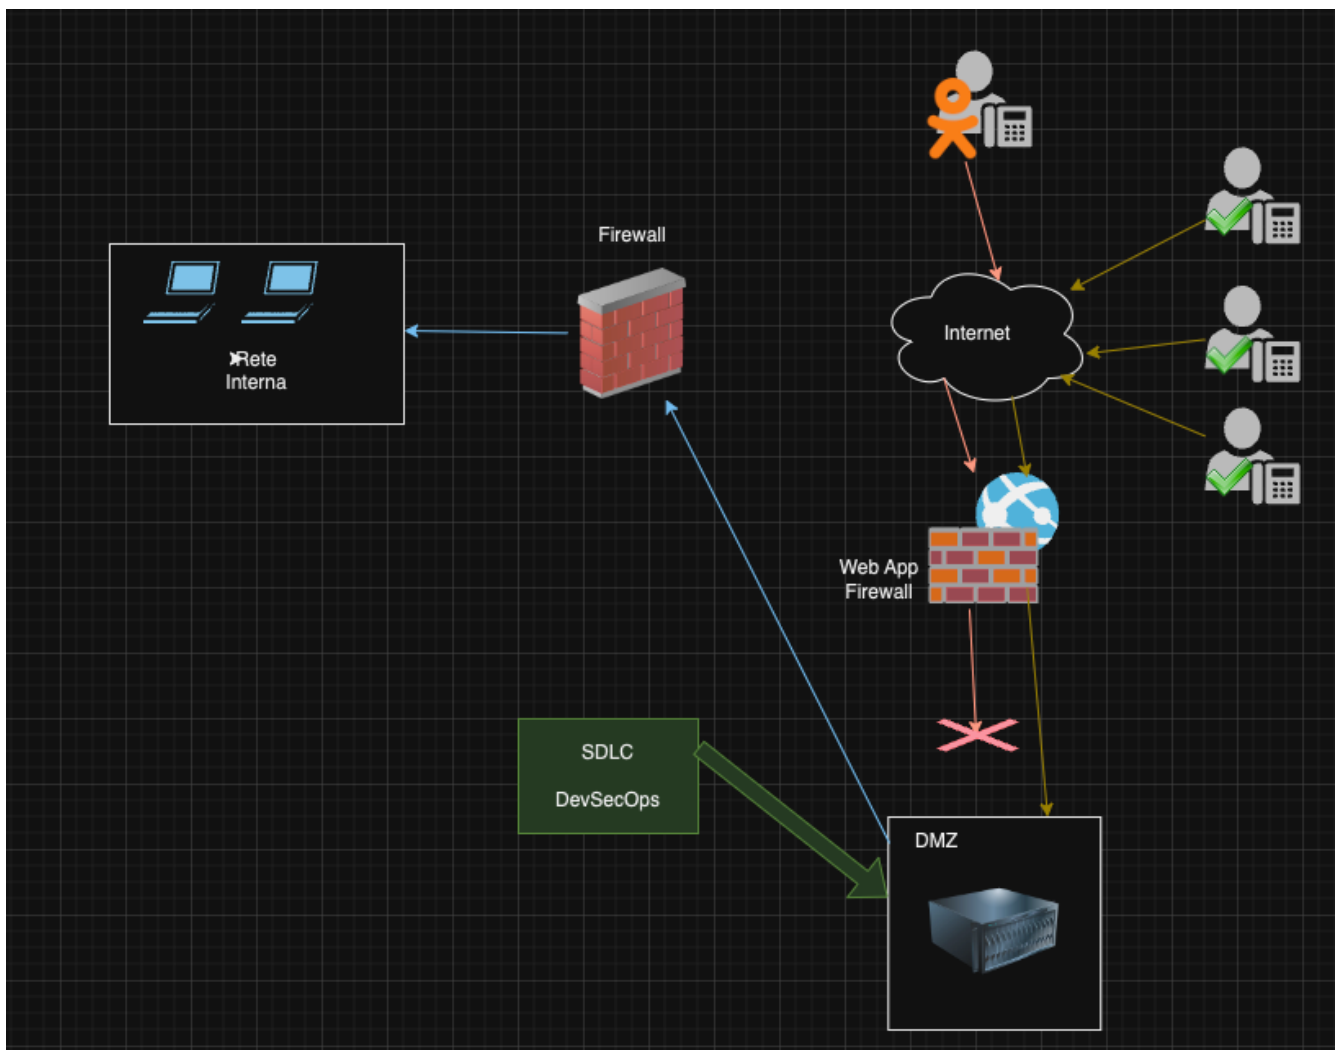 Firewall
Rete
Interna
Internet
Web App
Firewall
SDLC
DevSecOps
DMZ